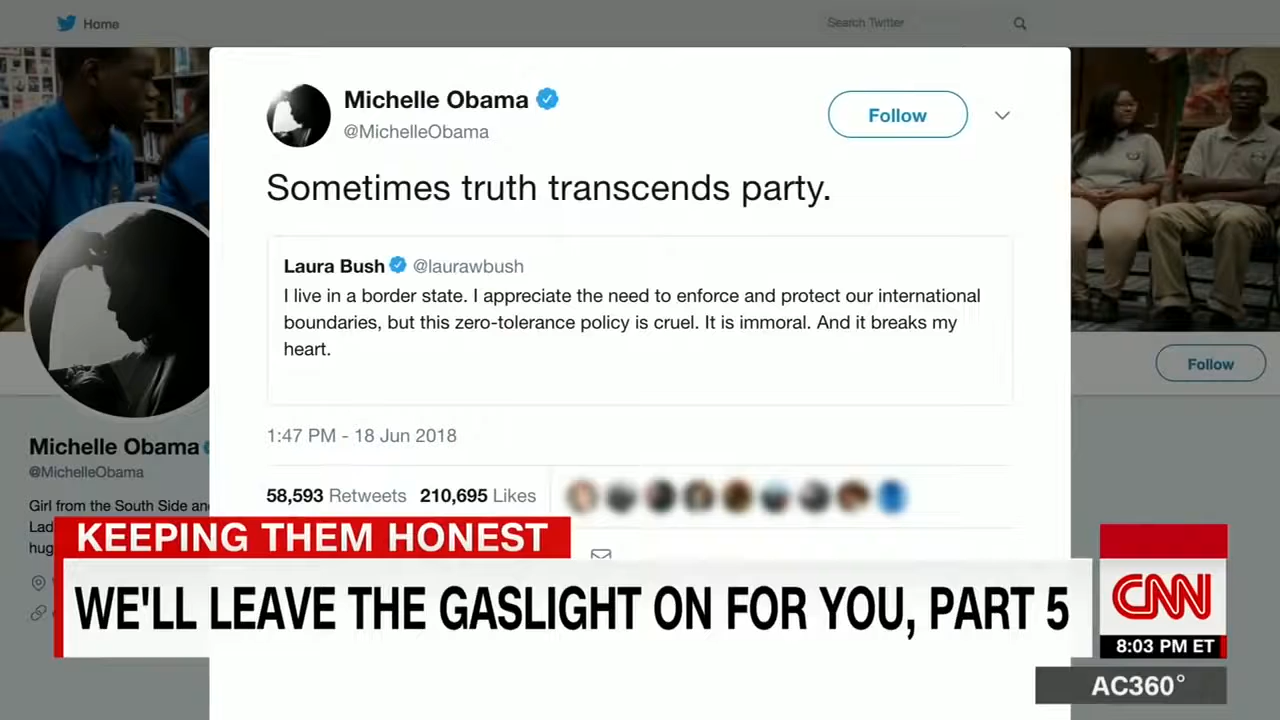 Home
Search Twitter
Michelle Obama
@MichelleObama
Follow
Sometimes truth transcends party.
Laura Bush @laurawbush
I live in a border state. I appreciate the need to enforce and protect our international
boundaries, but this zero-tolerance policy is cruel. It is immoral. And it breaks my
heart.
1:47 PM - 18 Jun 2018
58,593 Retweets 210,695 Likes
Follow
Michelle Obama
@MichelleObama
Girl from the South Side
Lad
hug
KEEPING THEM HONEST
WE'LL LEAVE THE GASLIGHT ON FOR YOU, PART 5
CNN
8:03 PM ET
AC360°